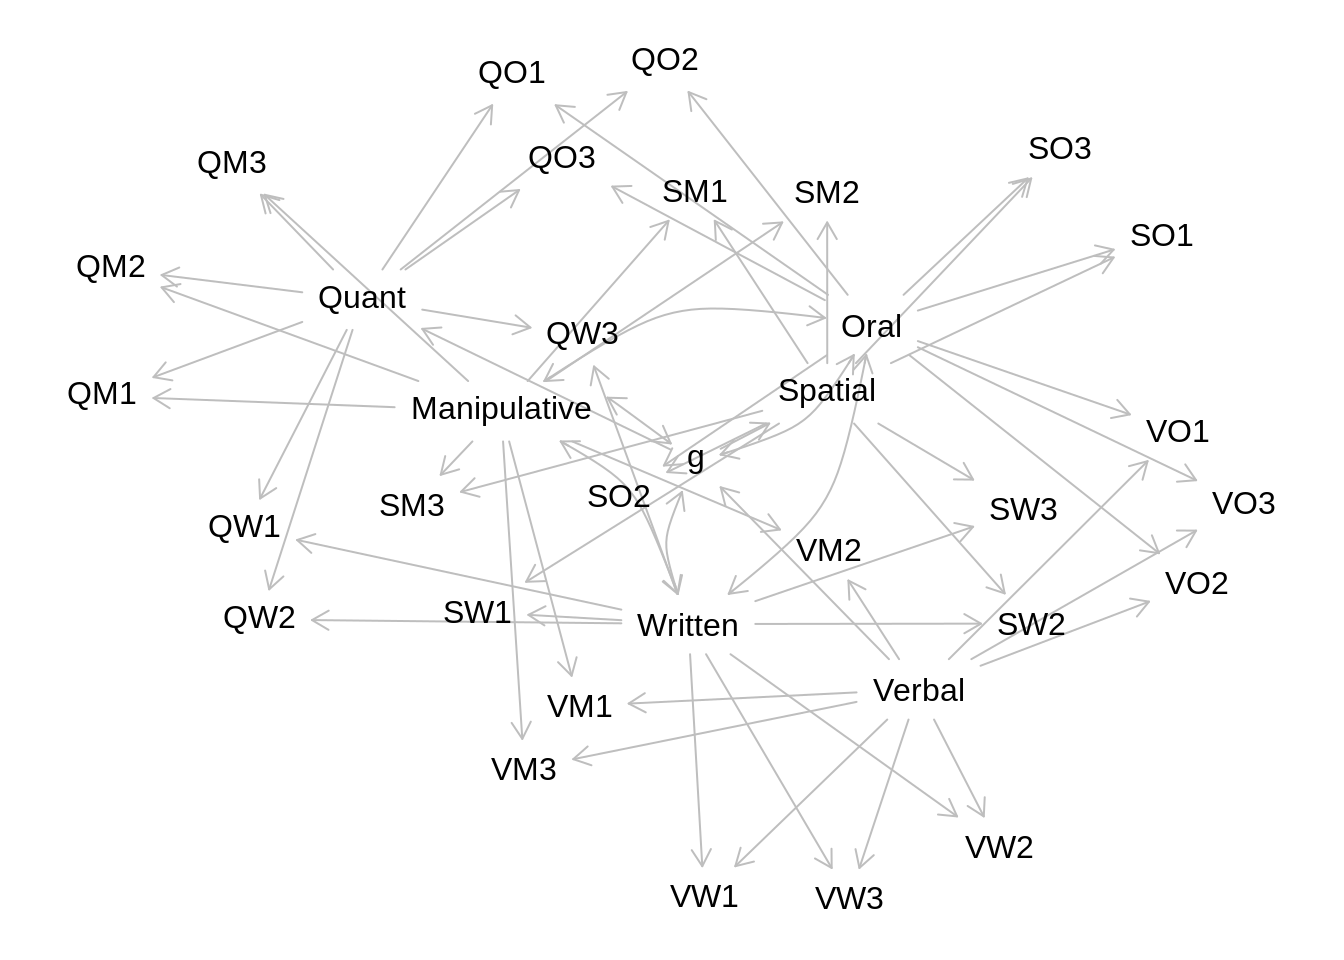 QO2
QO1
SO3
QO3
QM3
SM1
SM2
SO1
QM2
Quant
Oral
QW3
Spatial
QM1
Manipulative
VO1
g
SO2
VO3
SM3
SW3
QW1
VM2
VO2
SW1
QW2
SW2
Written
Verbal
VM1
VM3
VW2
VW1
VW3